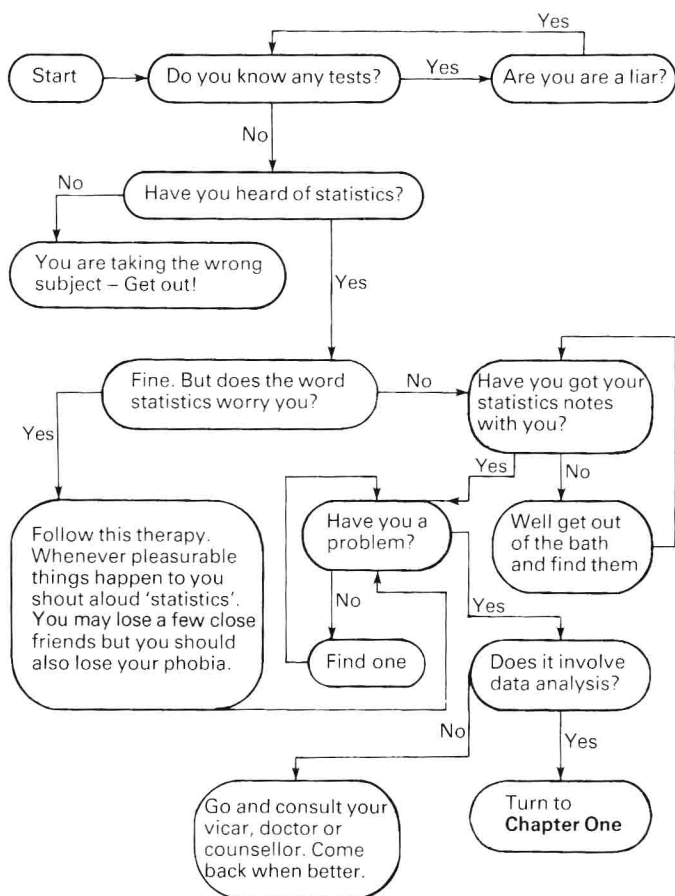 Yes
Start
Do you know any tests?
Yes
Are you are a liar?
No
No
Have you heard of statistics?
You are taking the wrong
subject – Get out!
Yes
Fine. But does the word
statistics worry you?
No
Have you got your
statistics notes
with you?
Yes
Yes
No
Follow this therapy.
Whenever pleasurable
things happen to you
shout aloud 'statistics'.
You may lose a few close
friends but you should
also lose your phobia.
Have you a
problem?
Well get out
of the bath
and find them
No
Yes
Find one
Does it involve
data analysis?
No
Yes
Go and consult your
vicar, doctor or
counsellor. Come
back when better.
Turn to
Chapter One